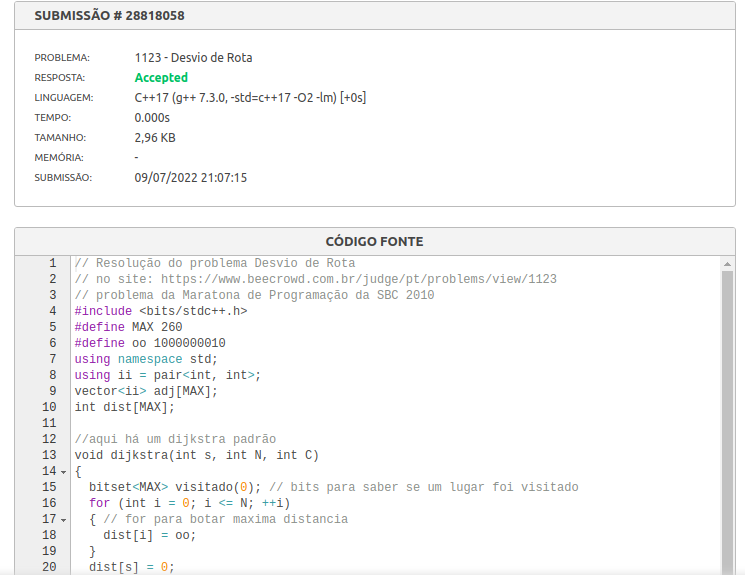 SUBMISSÃO # 28818058
PROBLEMA: 1123 - Desvio de Rota
RESPOSTA: Accepted
LINGUAGEM: C++17 (g++ 7.3.0, -std=c++17 -O2 -lm) [+0s]
TEMPO: 0.000s
TAMANHO: 2,96 KB
MEMÓRIA: -
SUBMISSÃO: 09/07/2022 21:07:15
CÓDIGO FONTE
1 // Resolução do problema Desvio de Rota
2 // no site: https://www.beecrowd.com.br/judge/pt/problems/view/1123
3 // problema da Maratona de Programação da SBC 2010
4 #include <bits/stdc++.h>
5 #define MAX 260
6 #define oo 1000000010
7 using namespace std;
8 using ii = pair<int, int>;
9 vector<ii> adj[MAX];
10 int dist[MAX];
11
12 //aqui há um dijkstra padrão
13 void dijkstra(int s, int N, int C)
14 {
15   bitset<MAX> visitado(0); // bits para saber se um lugar foi visitado
16   for (int i = 0; i <= N; ++i)
17   { // for para botar maxima distancia
18     dist[i] = oo;
19   }
20   dist[s] = 0;